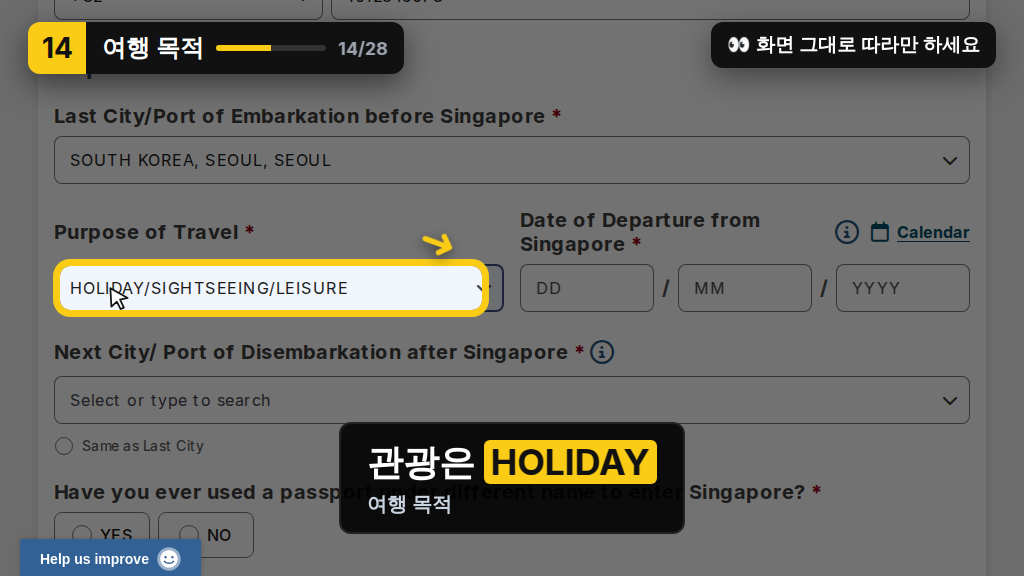 14 여행 목적 14/28
👀 화면 그대로 따라만 하세요
Last City/Port of Embarkation before Singapore *
SOUTH KOREA, SEOUL, SEOUL
Purpose of Travel *
HOLIDAY/SIGHTSEEING/LEISURE
Date of Departure from
Singapore *
Calendar
DD / MM / YYYY
Next City/ Port of Disembarkation after Singapore *
Select or type to search
Same as Last City
관광은 HOLIDAY
여행 목적
Have you ever used a passport under different name to enter Singapore? *
YES NO
Help us improve